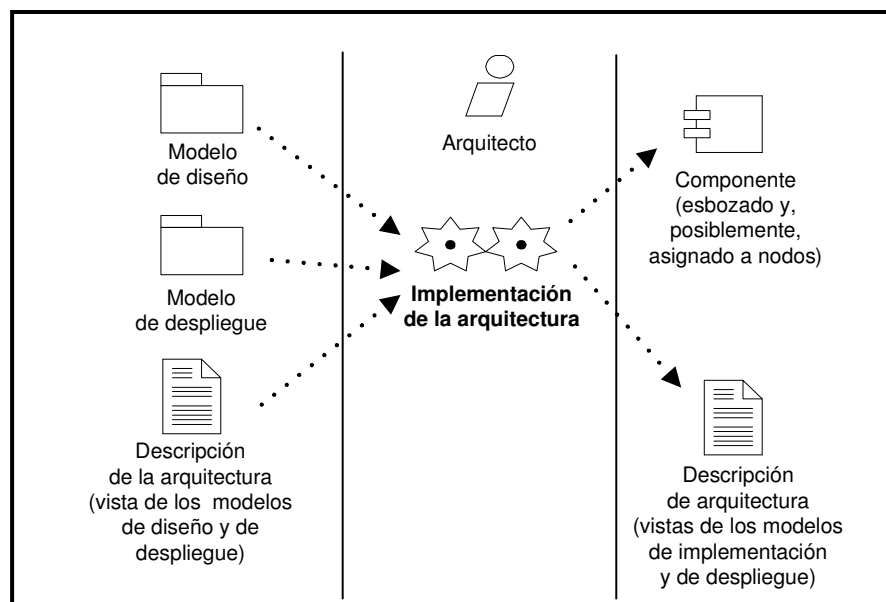 Modelo
de diseño
Modelo
de despliegue
Descripción
de la arquitectura
(vista de los modelos
de diseño y de
despliegue)
Arquitecto
Implementación
de la arquitectura
Componente
(esbozado y,
posiblemente,
asignado a nodos)
Descripción
de arquitectura
(vistas de los modelos
de implementación
y de despliegue)